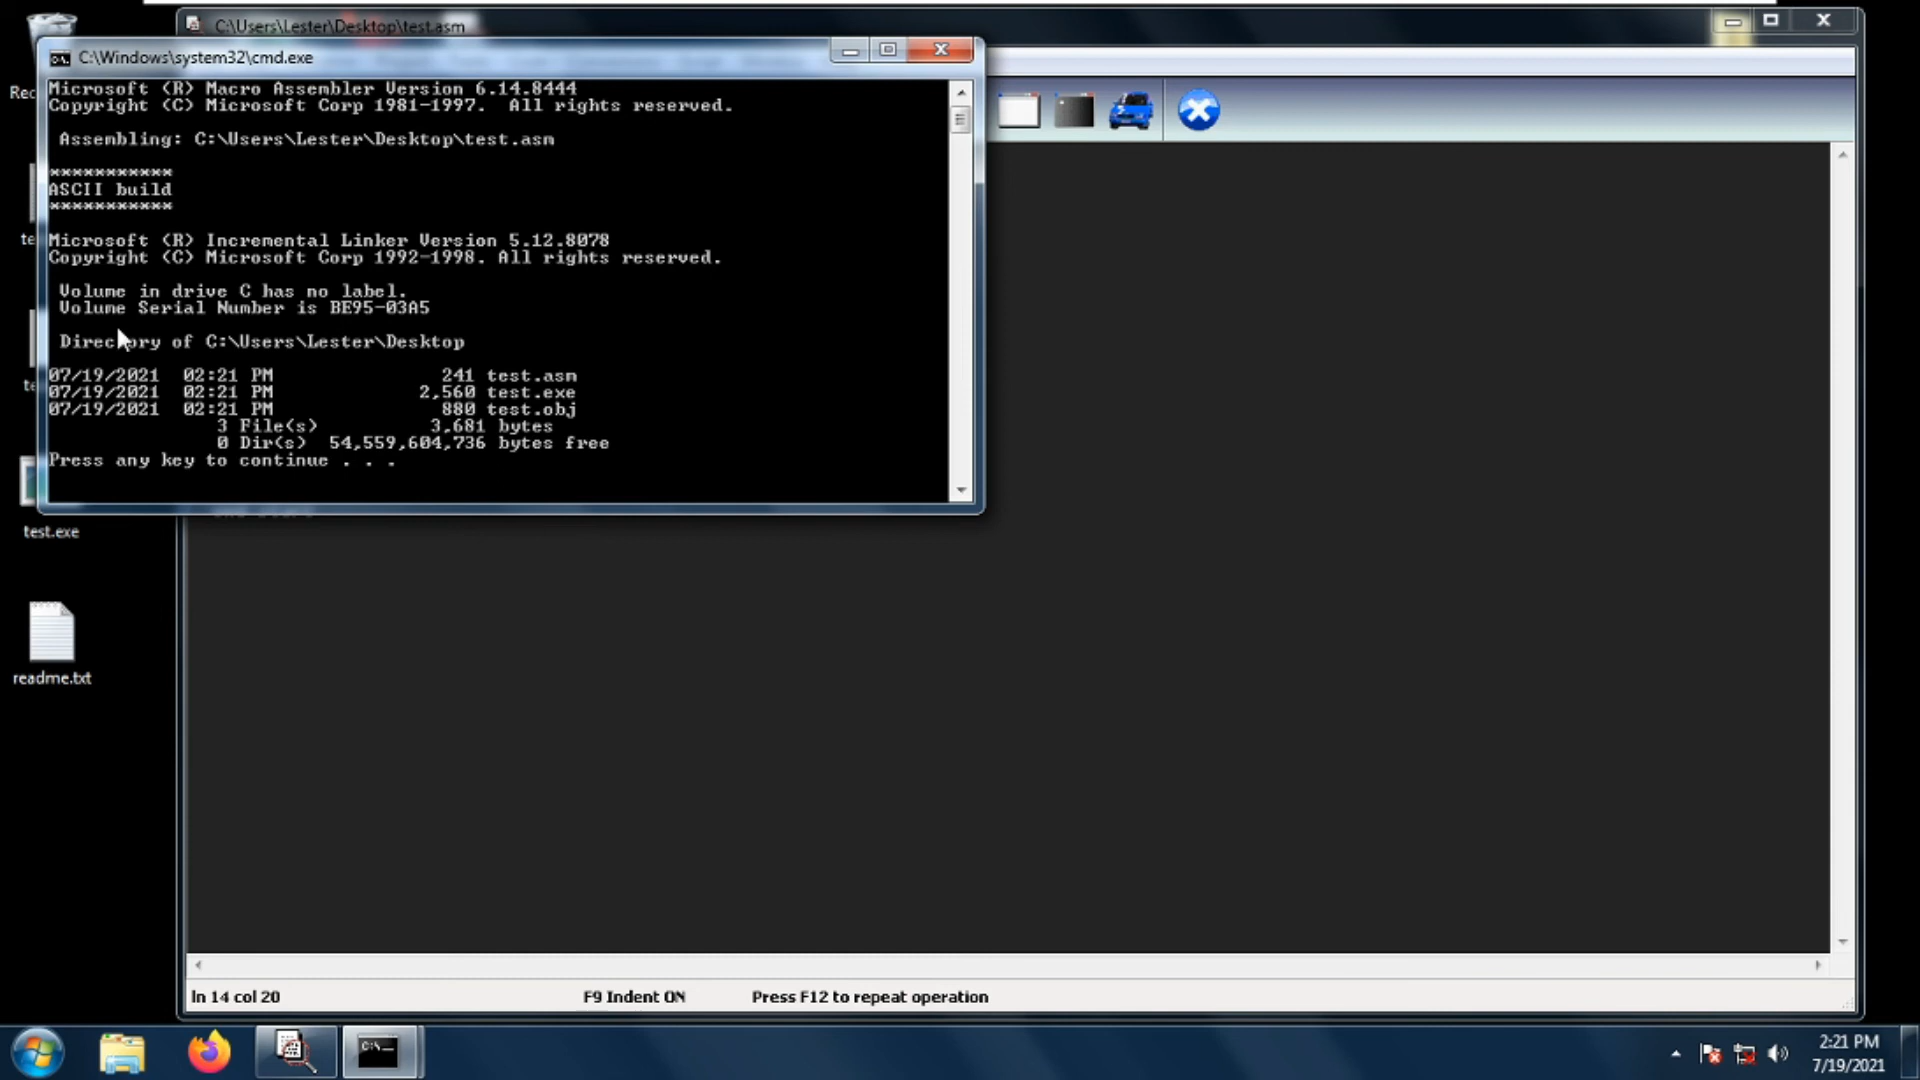 C:\Users\Lester\Desktop\test.asm
C:\Windows\system32\cmd.exe
Microsoft (R) Macro Assembler Version 6.14.8444
Copyright (C) Microsoft Corp 1981-1997.  All rights reserved.
Assembling: C:\Users\Lester\Desktop\test.asm
***********
ASCII build
***********
Microsoft (R) Incremental Linker Version 5.12.8078
Copyright (C) Microsoft Corp 1992-1998. All rights reserved.
Volume in drive C has no label.
Volume Serial Number is BE95-03A5
Directory of C:\Users\Lester\Desktop
07/19/2021  02:21 PM               241 test.asm
07/19/2021  02:21 PM             2,560 test.exe
07/19/2021  02:21 PM               880 test.obj
3 File(s)          3,681 bytes
0 Dir(s)  54,559,604,736 bytes free
Press any key to continue . . .
Rec
te
te
test.exe
readme.txt
ln 14 col 20
F9 Indent ON
Press F12 to repeat operation
C:\_
2:21 PM
7/19/2021